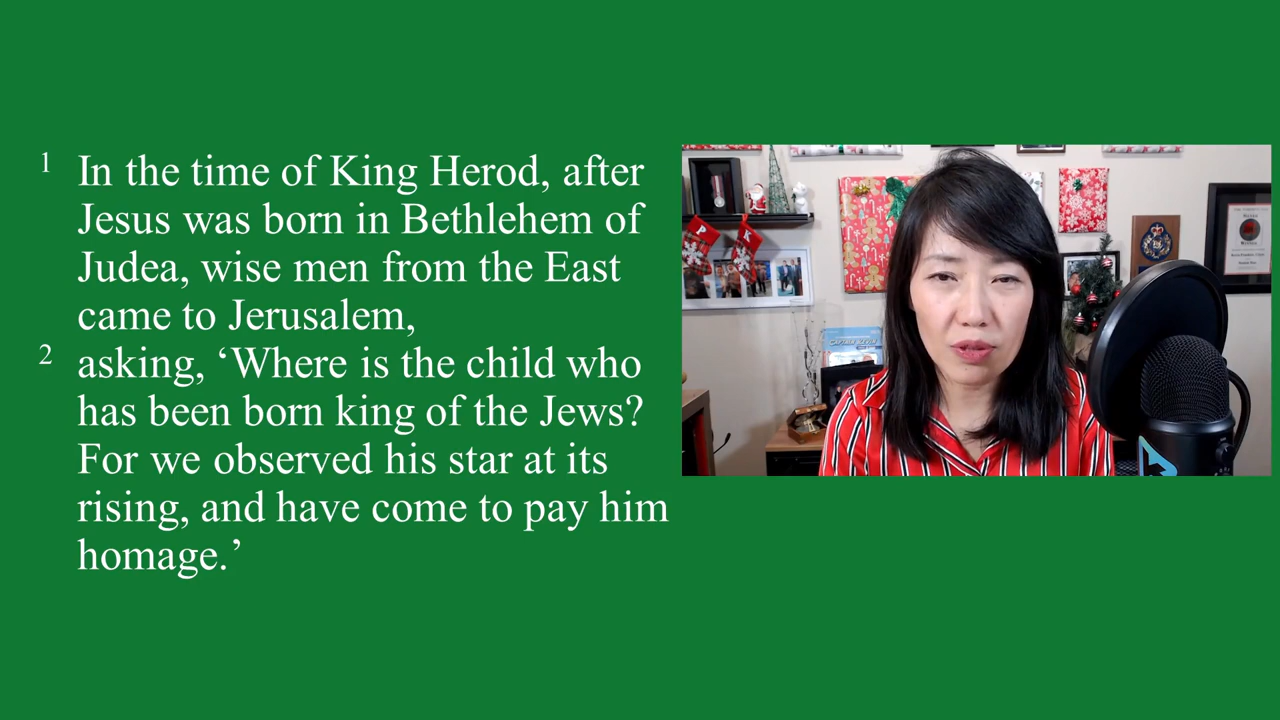 1 In the time of King Herod, after
Jesus was born in Bethlehem of
Judea, wise men from the East
came to Jerusalem,
2 asking, ‘Where is the child who
has been born king of the Jews?
For we observed his star at its
rising, and have come to pay him
homage.’
P K